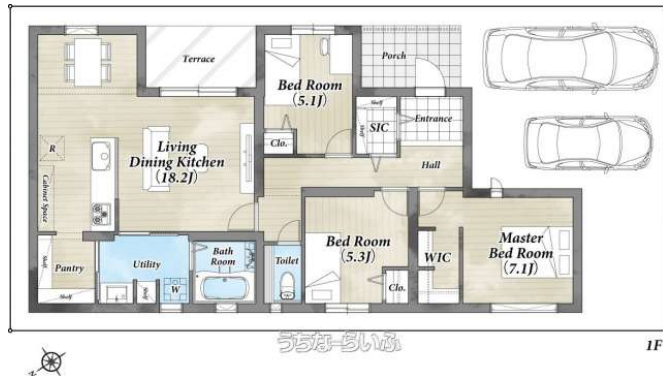 Terrace
Bed Room
(5.1J)
Porch
Clo.
Shelf
Shelf
SIC
Entrance
Hall
R
Living
Dining Kitchen
(18.2J)
Cabinet Space
Shelf
Pantry
Shelf
Utility
Shelf
W
Bath
Room
Toilet
Bed Room
(5.3J)
Clo.
WIC
Master
Bed Room
(7.1J)
うちなーらいふ
1F
N